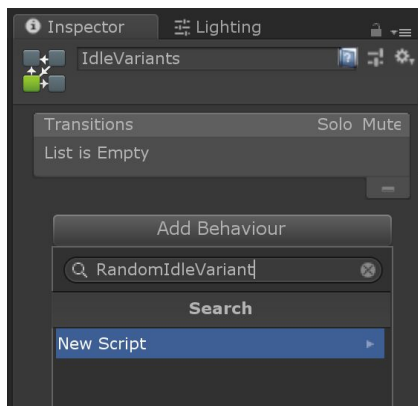 Inspector
Lighting
IdleVariants
Transitions Solo Mute
List is Empty
Add Behaviour
RandomIdleVariant
Search
New Script